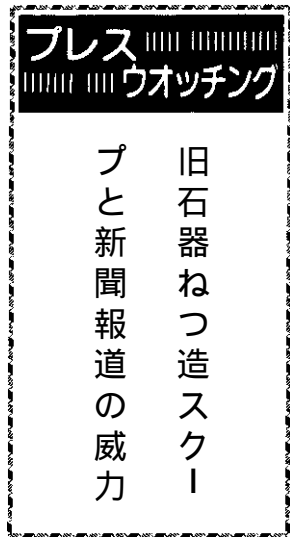 プレス
ウオッチング
旧石器ねつ造スクー
プと新聞報道の威力